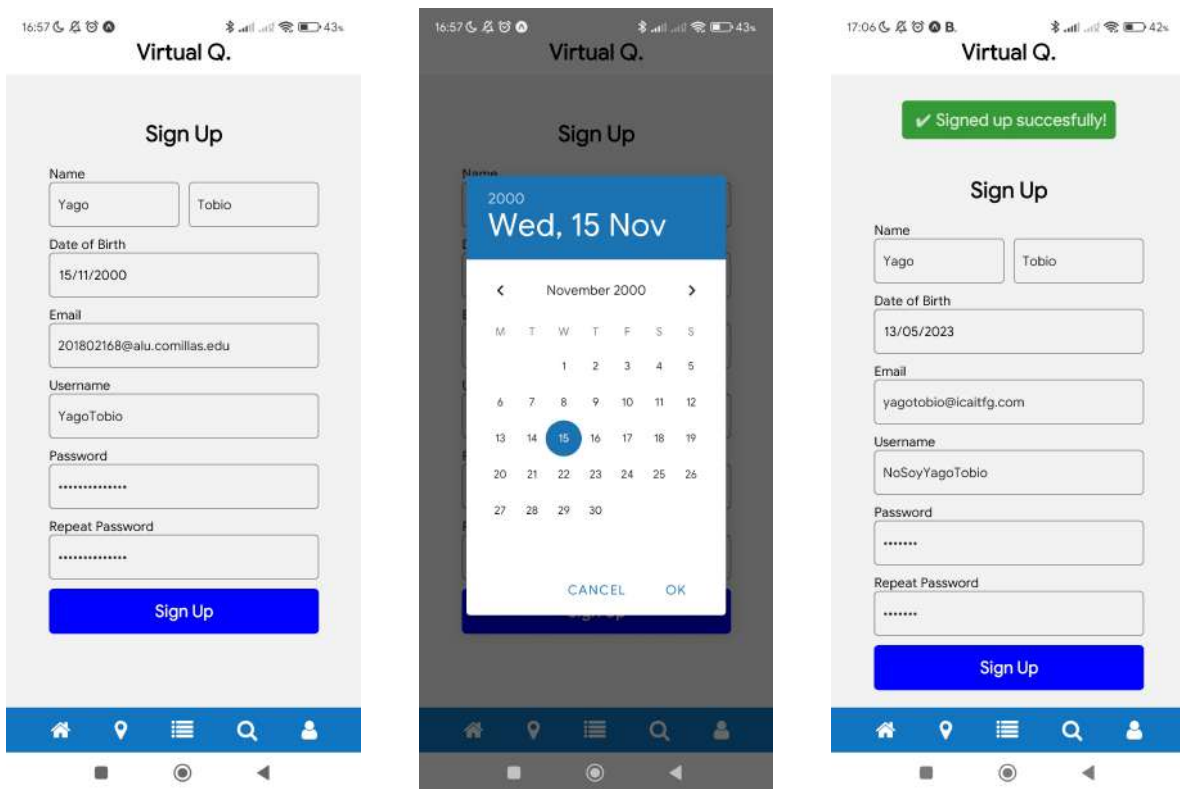 16:57 43%
Virtual Q.
Sign Up
Name
Yago Tobio
Date of Birth
15/11/2000
Email
201802168@alu.comillas.edu
Username
YagoTobio
Password
••••••••••••••
Repeat Password
••••••••••••••
Sign Up
16:57 43%
Virtual Q.
Sign Up
Name
2000
Wed, 15 Nov
November 2000
M T W T F S S
1 2 3 4 5
6 7 8 9 10 11 12
13 14 15 16 17 18 19
20 21 22 23 24 25 26
27 28 29 30
CANCEL OK
Sign Up
17:06 B. 42%
Virtual Q.
✔ Signed up succesfully!
Sign Up
Name
Yago Tobio
Date of Birth
13/05/2023
Email
yagotobio@icaitfg.com
Username
NoSoyYagoTobio
Password
•••••••
Repeat Password
•••••••
Sign Up